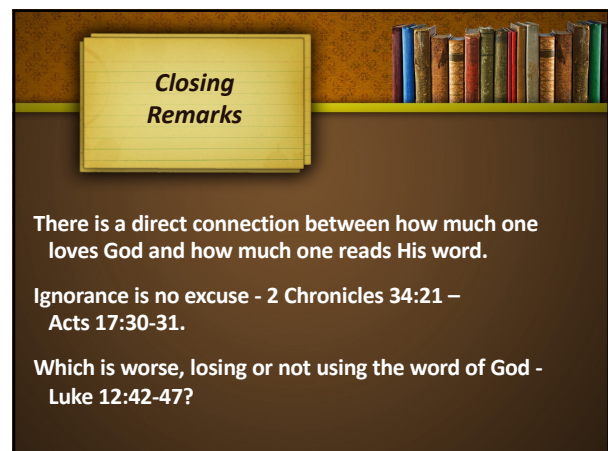 Closing
Remarks
There is a direct connection between how much one
loves God and how much one reads His word.
Ignorance is no excuse - 2 Chronicles 34:21 –
Acts 17:30-31.
Which is worse, losing or not using the word of God -
Luke 12:42-47?